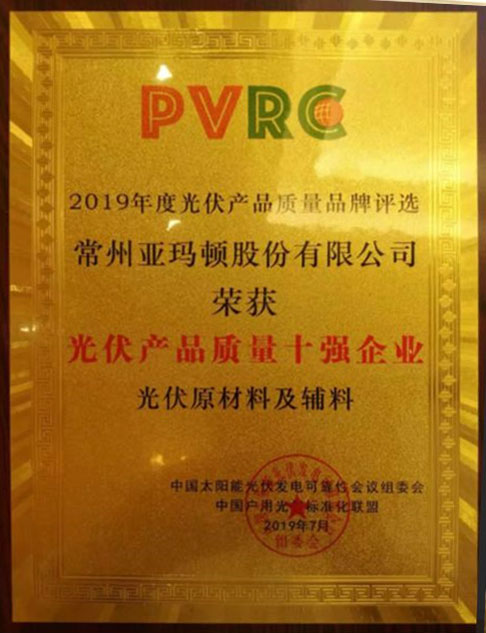 PVRC
2019年度光伏产品质量品牌评选
常州亚玛顿股份有限公司
荣获
光伏产品质量十强企业
光伏原材料及辅料
中国太阳能光伏发电可靠性会议组委会
中国户用光 标准化联盟
2019年7月
组委会